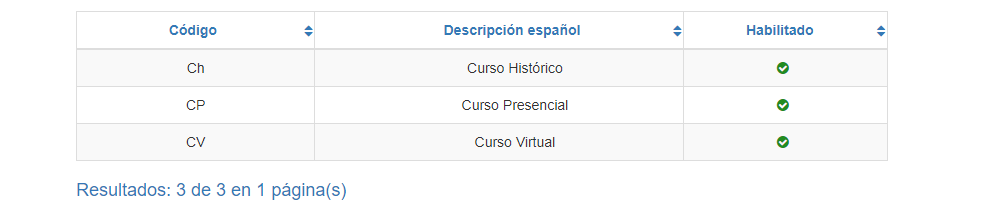 Código Descripción español Habilitado
Ch Curso Histórico
CP Curso Presencial
CV Curso Virtual
Resultados: 3 de 3 en 1 página(s)